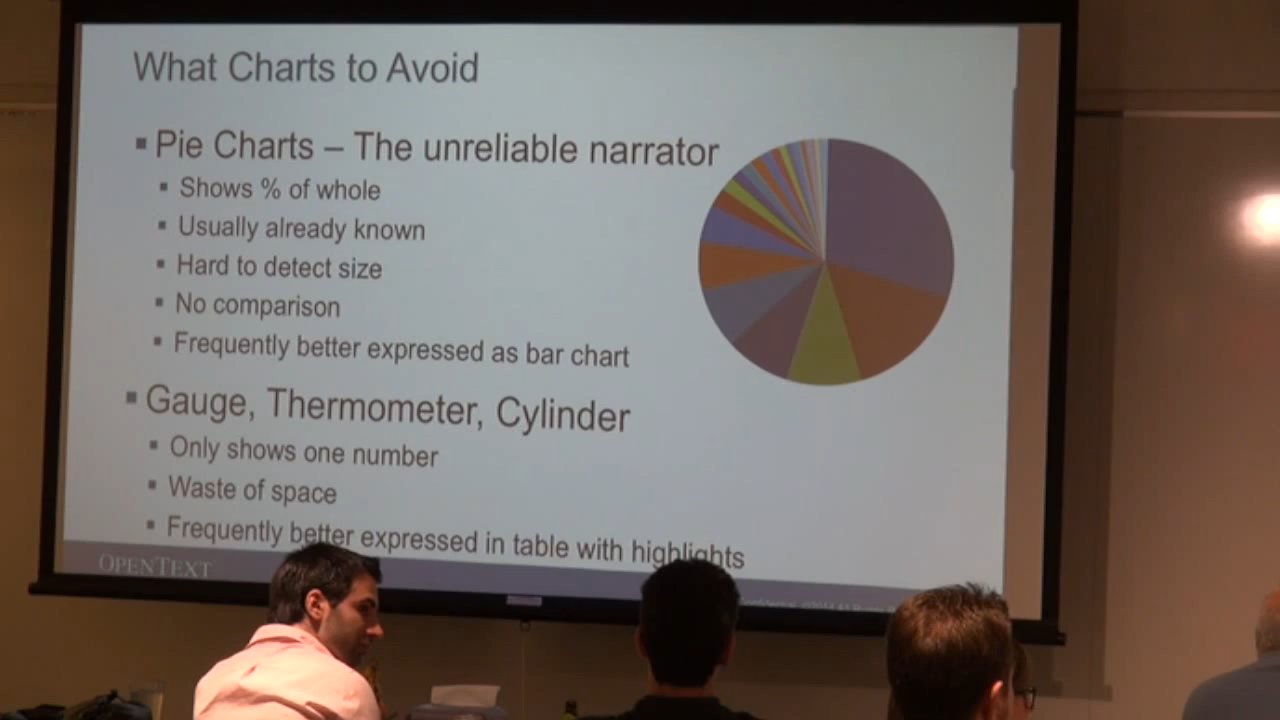 What Charts to Avoid
▪ Pie Charts – The unreliable narrator
▪ Shows % of whole
▪ Usually already known
▪ Hard to detect size
▪ No comparison
▪ Frequently better expressed as bar chart
▪ Gauge, Thermometer, Cylinder
▪ Only shows one number
▪ Waste of space
▪ Frequently better expressed in table with highlights
OPENTEXT